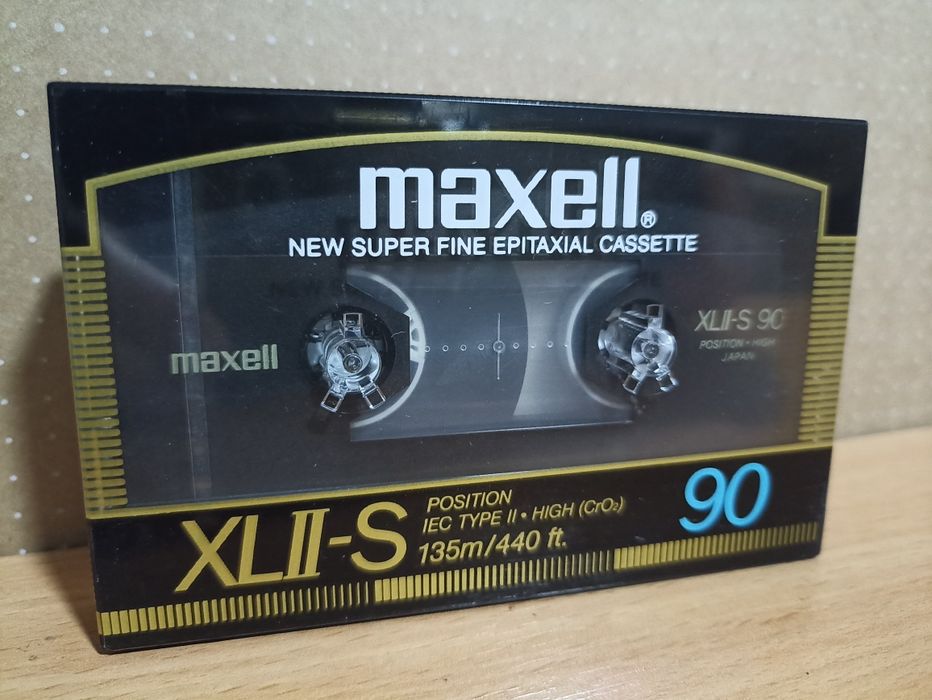 maxell®
NEW SUPER FINE EPITAXIAL CASSETTE
maxell
XLII-S 90
POSITION • HIGH
JAPAN
XLII-S
POSITION
IEC TYPE II • HIGH (CrO₂)
135m/440 ft.
90